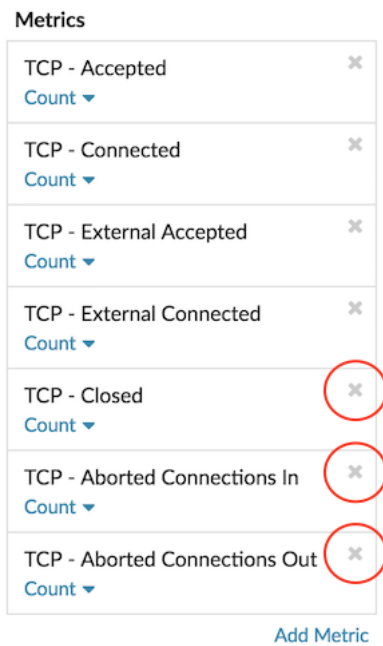 Metrics
TCP - Accepted
Count
TCP - Connected
Count
TCP - External Accepted
Count
TCP - External Connected
Count
TCP - Closed
Count
TCP - Aborted Connections In
Count
TCP - Aborted Connections Out
Count
Add Metric